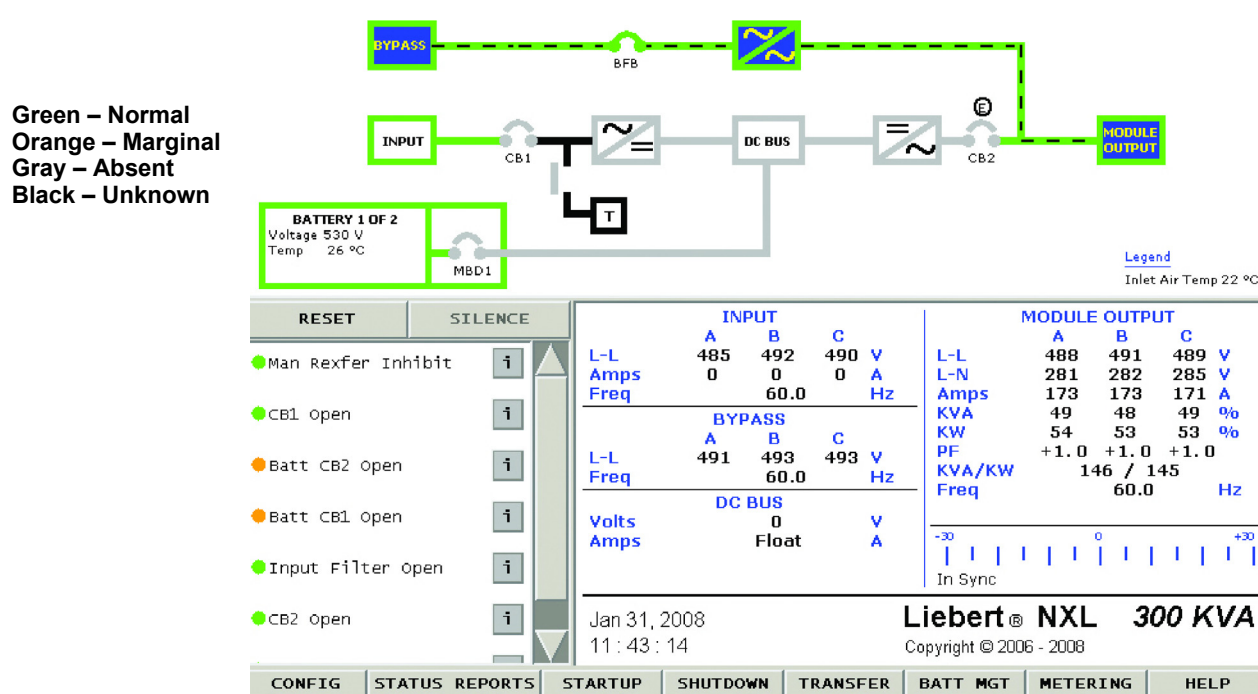 Green – Normal
Orange – Marginal
Gray – Absent
Black – Unknown
BYPASS
BFB
INPUT
CB1
DC BUS
E
CB2
MODULE
OUTPUT
T
BATTERY 1 OF 2
Voltage 530 V
Temp 26 ºC
MBD1
Legend
Inlet Air Temp 22 ºC
RESET SILENCE
Man Rexfer Inhibit i
CB1 Open i
Batt CB2 Open i
Batt CB1 Open i
Input Filter Open i
CB2 Open i
INPUT
A B C
L-L 485 492 490 V
Amps 0 0 0 A
Freq 60.0 Hz
BYPASS
A B C
L-L 491 493 493 V
Freq 60.0 Hz
DC BUS
Volts 0 V
Amps Float A
MODULE OUTPUT
A B C
L-L 488 491 489 V
L-N 281 282 285 V
Amps 173 173 171 A
KVA 49 48 49 %
KW 54 53 53 %
PF +1.0 +1.0 +1.0
KVA/KW 146 / 145
Freq 60.0 Hz
-30 0 +30
In Sync
Jan 31, 2008
11 : 43 : 14
Liebert ® NXL 300 KVA
Copyright © 2006 - 2008
CONFIG STATUS REPORTS STARTUP SHUTDOWN TRANSFER BATT MGT METERING HELP